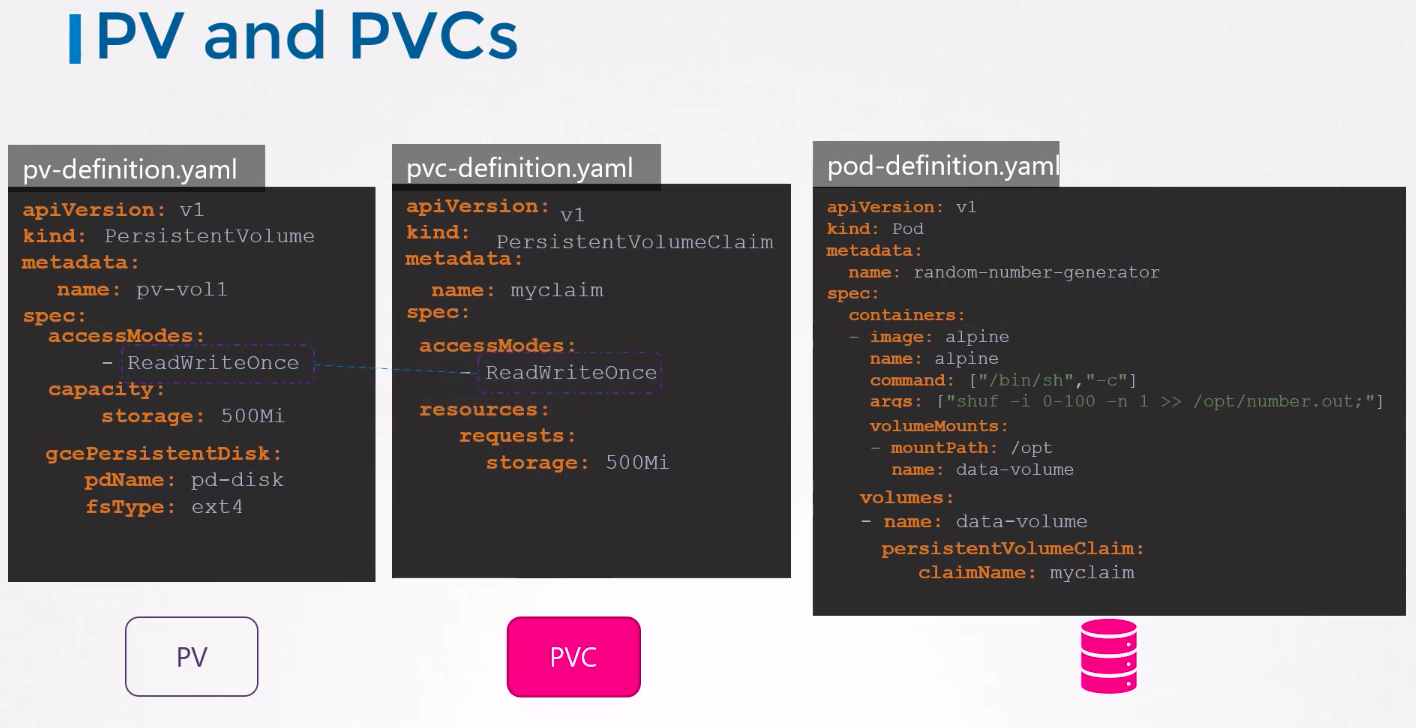 PV and PVCs
pv-definition.yaml
apiVersion: v1
kind: PersistentVolume
metadata:
name: pv-vol1
spec:
accessModes:
- ReadWriteOnce
capacity:
storage: 500Mi
gcePersistentDisk:
pdName: pd-disk
fsType: ext4
PV
pvc-definition.yaml
apiVersion: v1
kind: PersistentVolumeClaim
metadata:
name: myclaim
spec:
accessModes:
- ReadWriteOnce
resources:
requests:
storage: 500Mi
PVC
pod-definition.yaml
apiVersion: v1
kind: Pod
metadata:
name: random-number-generator
spec:
containers:
- image: alpine
name: alpine
command: ["/bin/sh","-c"]
args: ["shuf -i 0-100 -n 1 >> /opt/number.out;"]
volumeMounts:
- mountPath: /opt
name: data-volume
volumes:
- name: data-volume
persistentVolumeClaim:
claimName: myclaim